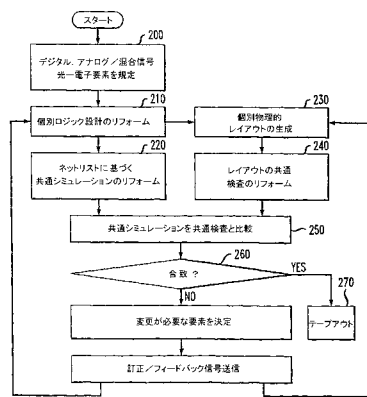 スタート
200
デジタル、アナログ/混合信号
光―電子要素を規定
210
個別ロジック設計のリフォーム
230
個別物理的
レイアウトの生成
220
ネットリストに基づく
共通シミュレーションのリフォーム
240
レイアウトの共通
検査のリフォーム
共通シミュレーションを共通検査と比較
250
260
合致?
YES
NO
270
テープアウト
変更が必要な要素を決定
訂正/フィードバック信号送信